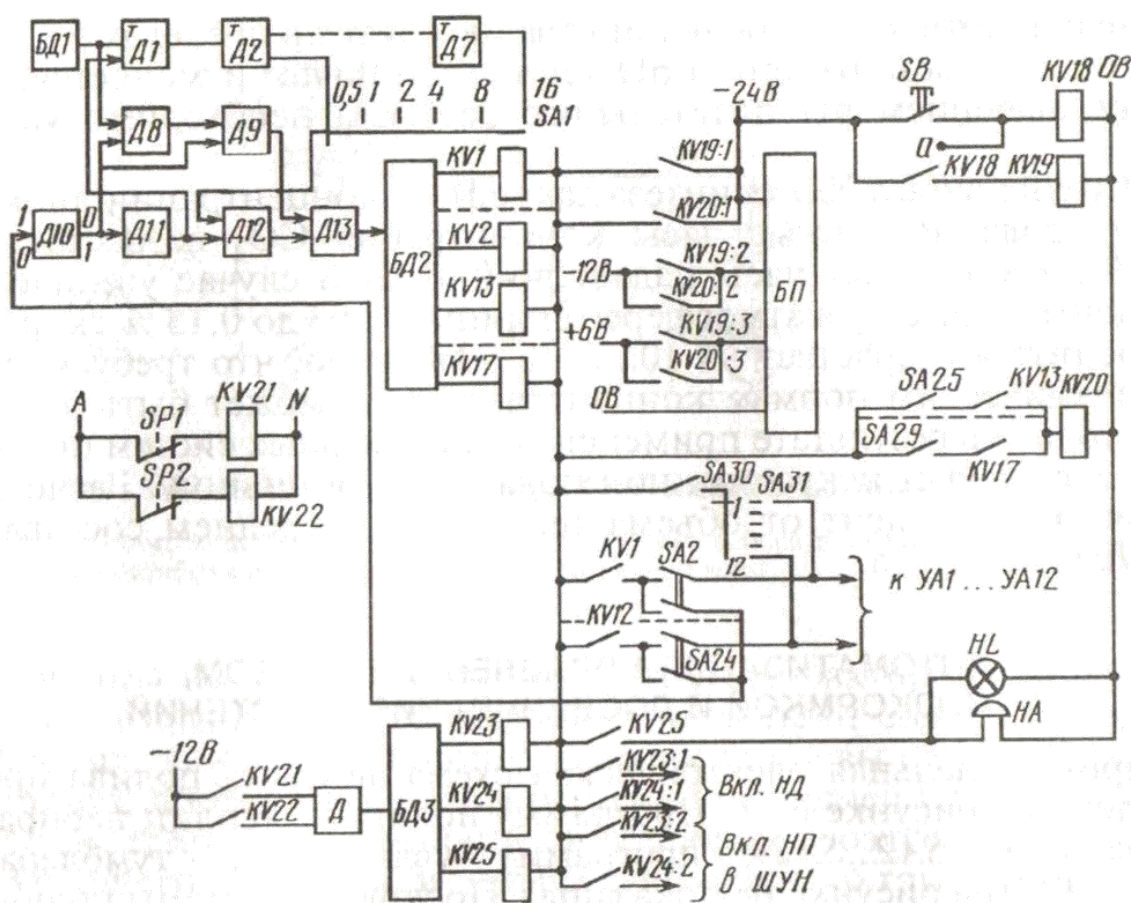 БД1
т Д1
т Д2
т Д7
0,5 1 2 4 8 16
SA1
Д8
Д9
1
0
Д10
0
1
Д11
Д12
Д13
БД2
KV1
KV2
KV13
KV17
-24В
KV19:1
KV20:1
-12В
KV19:2
KV20:2
+6В
KV19:3
KV20:3
0В
БП
SB
а
KV18
0В
KV18
KV19
SA25
KV13
KV20
SA29
KV17
A
SP1
KV21
N
SP2
KV22
SA30
SA31
1
12
KV1
SA2
KV12
SA24
к YA1 ... YA12
HL
HA
KV25
-12В
KV21
KV22
Д
БД3
KV23
KV24
KV25
KV23:1
KV24:1
KV23:2
KV24:2
Вкл. НД
Вкл. НП
В ШУН